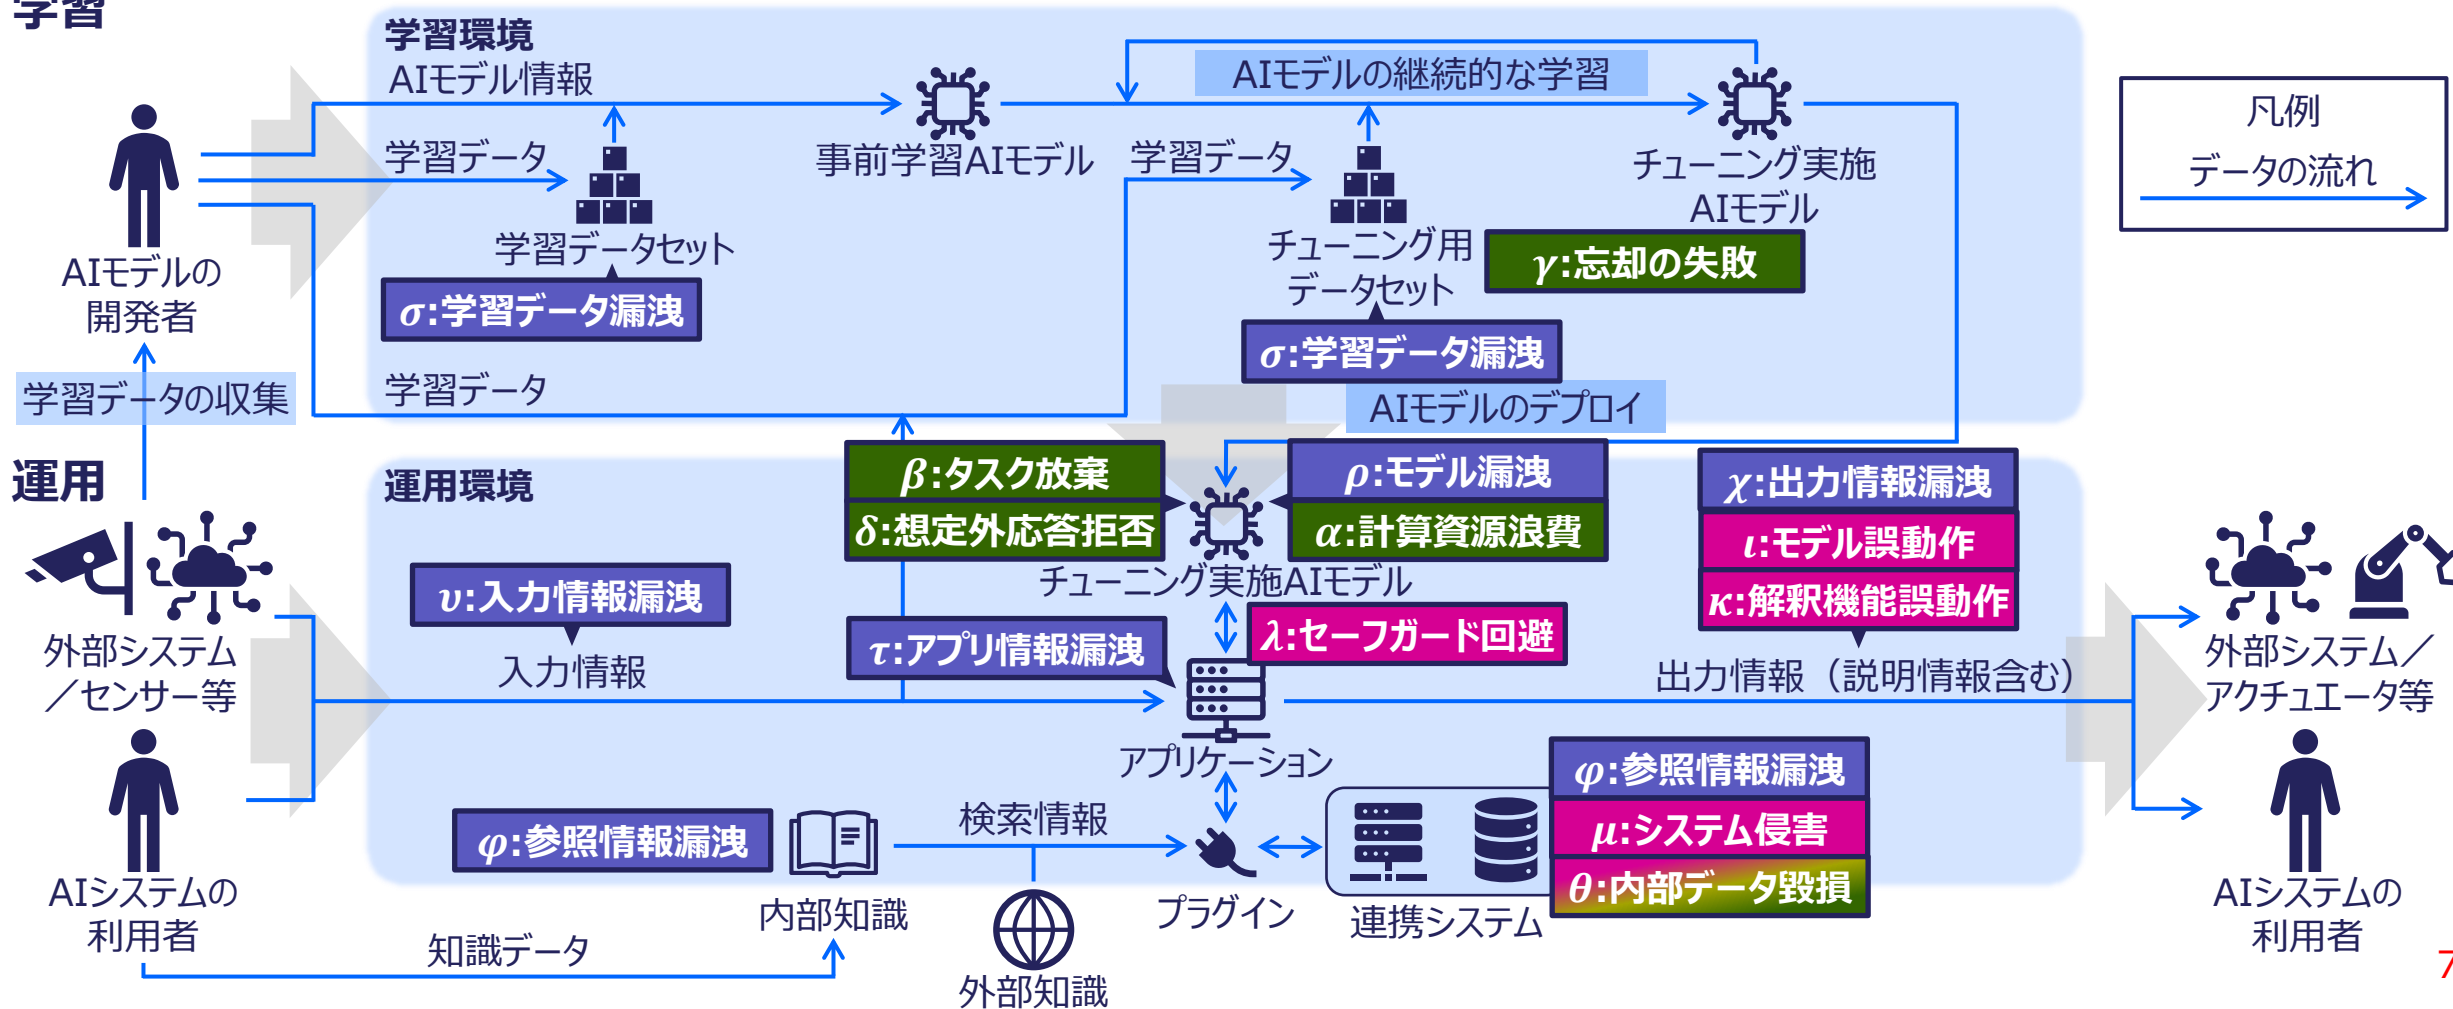 学習
学習環境
AIモデル情報
AIモデルの継続的な学習
凡例
データの流れ
学習データ
事前学習AIモデル
学習データ
チューニング実施
AIモデル
学習データセット
チューニング用
データセット
γ:忘却の失敗
AIモデルの
開発者
σ:学習データ漏洩
σ:学習データ漏洩
学習データの収集
学習データ
AIモデルのデプロイ
運用
運用環境
β:タスク放棄
δ:想定外応答拒否
ρ:モデル漏洩
α:計算資源浪費
χ:出力情報漏洩
ι:モデル誤動作
κ:解釈機能誤動作
チューニング実施AIモデル
υ:入力情報漏洩
入力情報
τ:アプリ情報漏洩
λ:セーフガード回避
外部システム
／センサー等
出力情報（説明情報含む）
外部システム／
アクチュエータ等
アプリケーション
φ:参照情報漏洩
μ:システム侵害
θ:内部データ毀損
φ:参照情報漏洩
検索情報
AIシステムの
利用者
内部知識
プラグイン
連携システム
AIシステムの
利用者
知識データ
外部知識